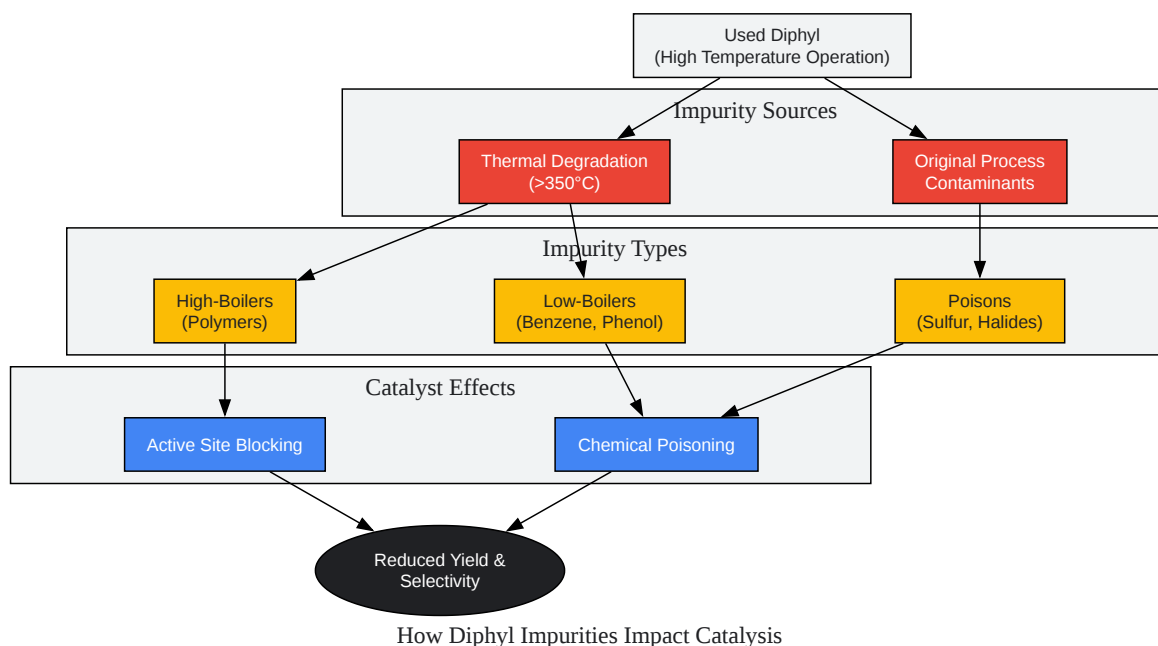 Used Diphyl
(High Temperature Operation)
Impurity Sources
Thermal Degradation
(>350°C)
Original Process
Contaminants
Impurity Types
High-Boilers
(Polymers)
Low-Boilers
(Benzene, Phenol)
Poisons
(Sulfur, Halides)
Catalyst Effects
Active Site Blocking
Chemical Poisoning
Reduced Yield &
Selectivity
How Diphyl Impurities Impact Catalysis